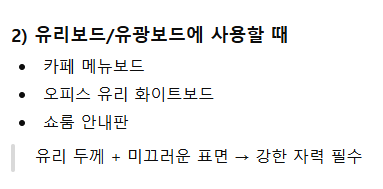 2) 유리보드/유광보드에 사용할 때
• 카페 메뉴보드
• 오피스 유리 화이트보드
• 쇼룸 안내판
유리 두께 + 미끄러운 표면 → 강한 자력 필수